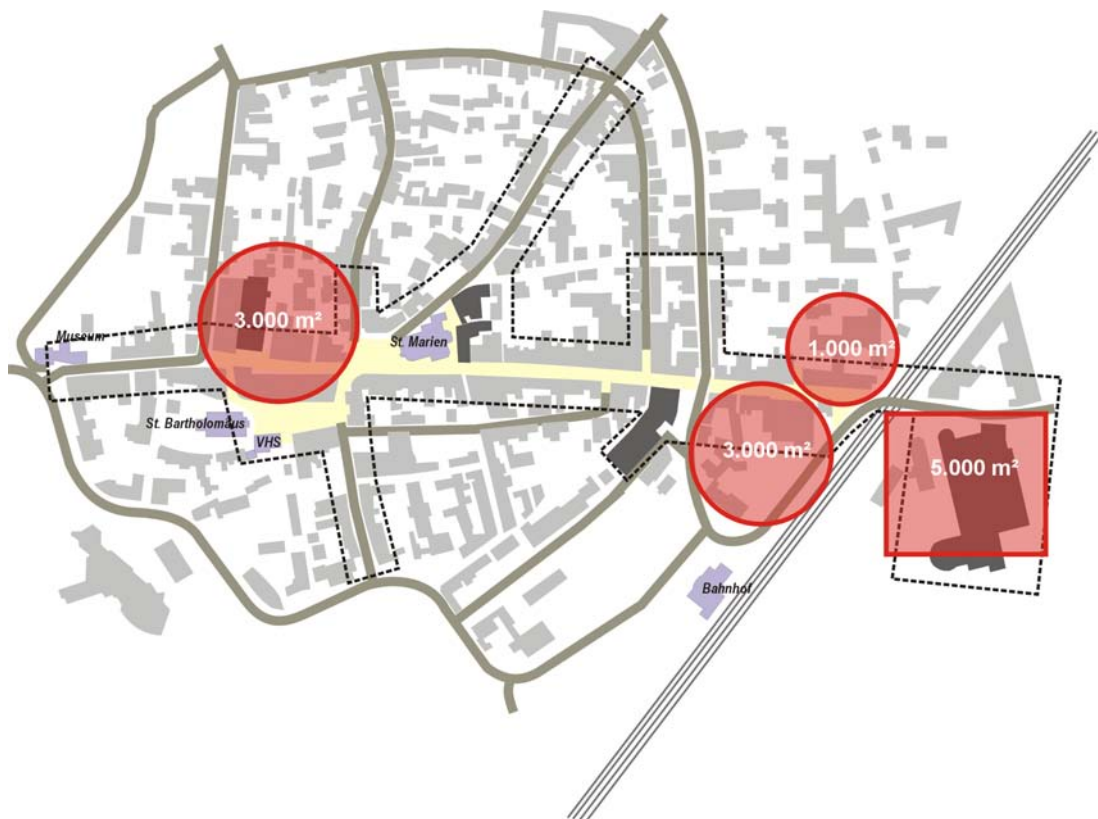 3.000 m²
Museum
St. Marien
1.000 m²
St. Bartholomäus
VHS
3.000 m²
5.000 m²
Bahnhof